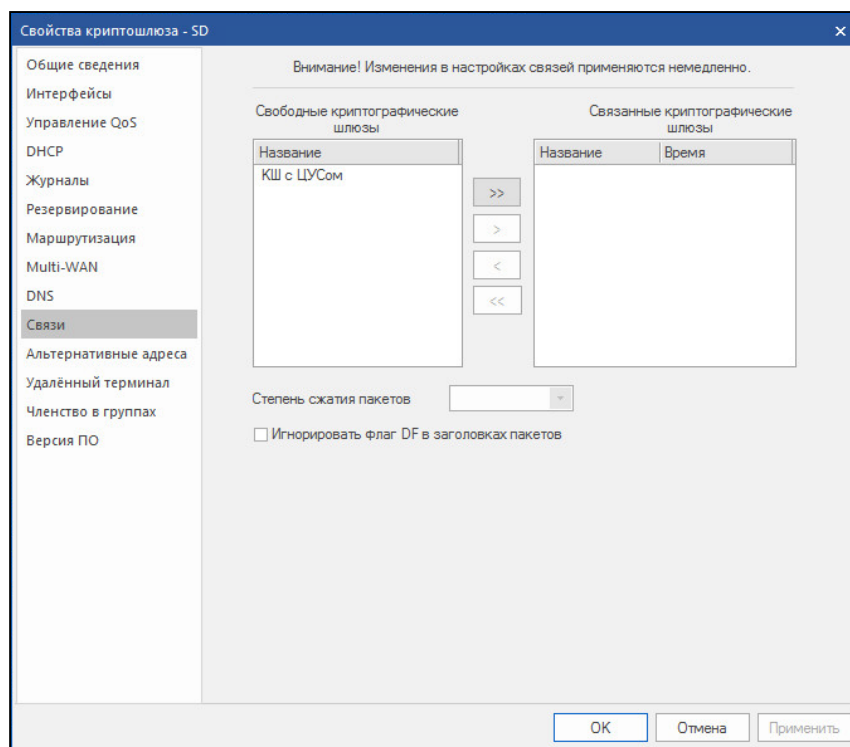 Свойства криптошлюза - SD
Общие сведения
Интерфейсы
Управление QoS
DHCP
Журналы
Резервирование
Маршрутизация
Multi-WAN
DNS
Связи
Альтернативные адреса
Удалённый терминал
Членство в группах
Версия ПО
Внимание! Изменения в настройках связей применяются немедленно.
Свободные криптографические
шлюзы
Название
КШ с ЦУСом
>>
>
<
<<
Связанные криптографические
шлюзы
Название Время
Степень сжатия пакетов
Игнорировать флаг DF в заголовках пакетов
OK Отмена Применить